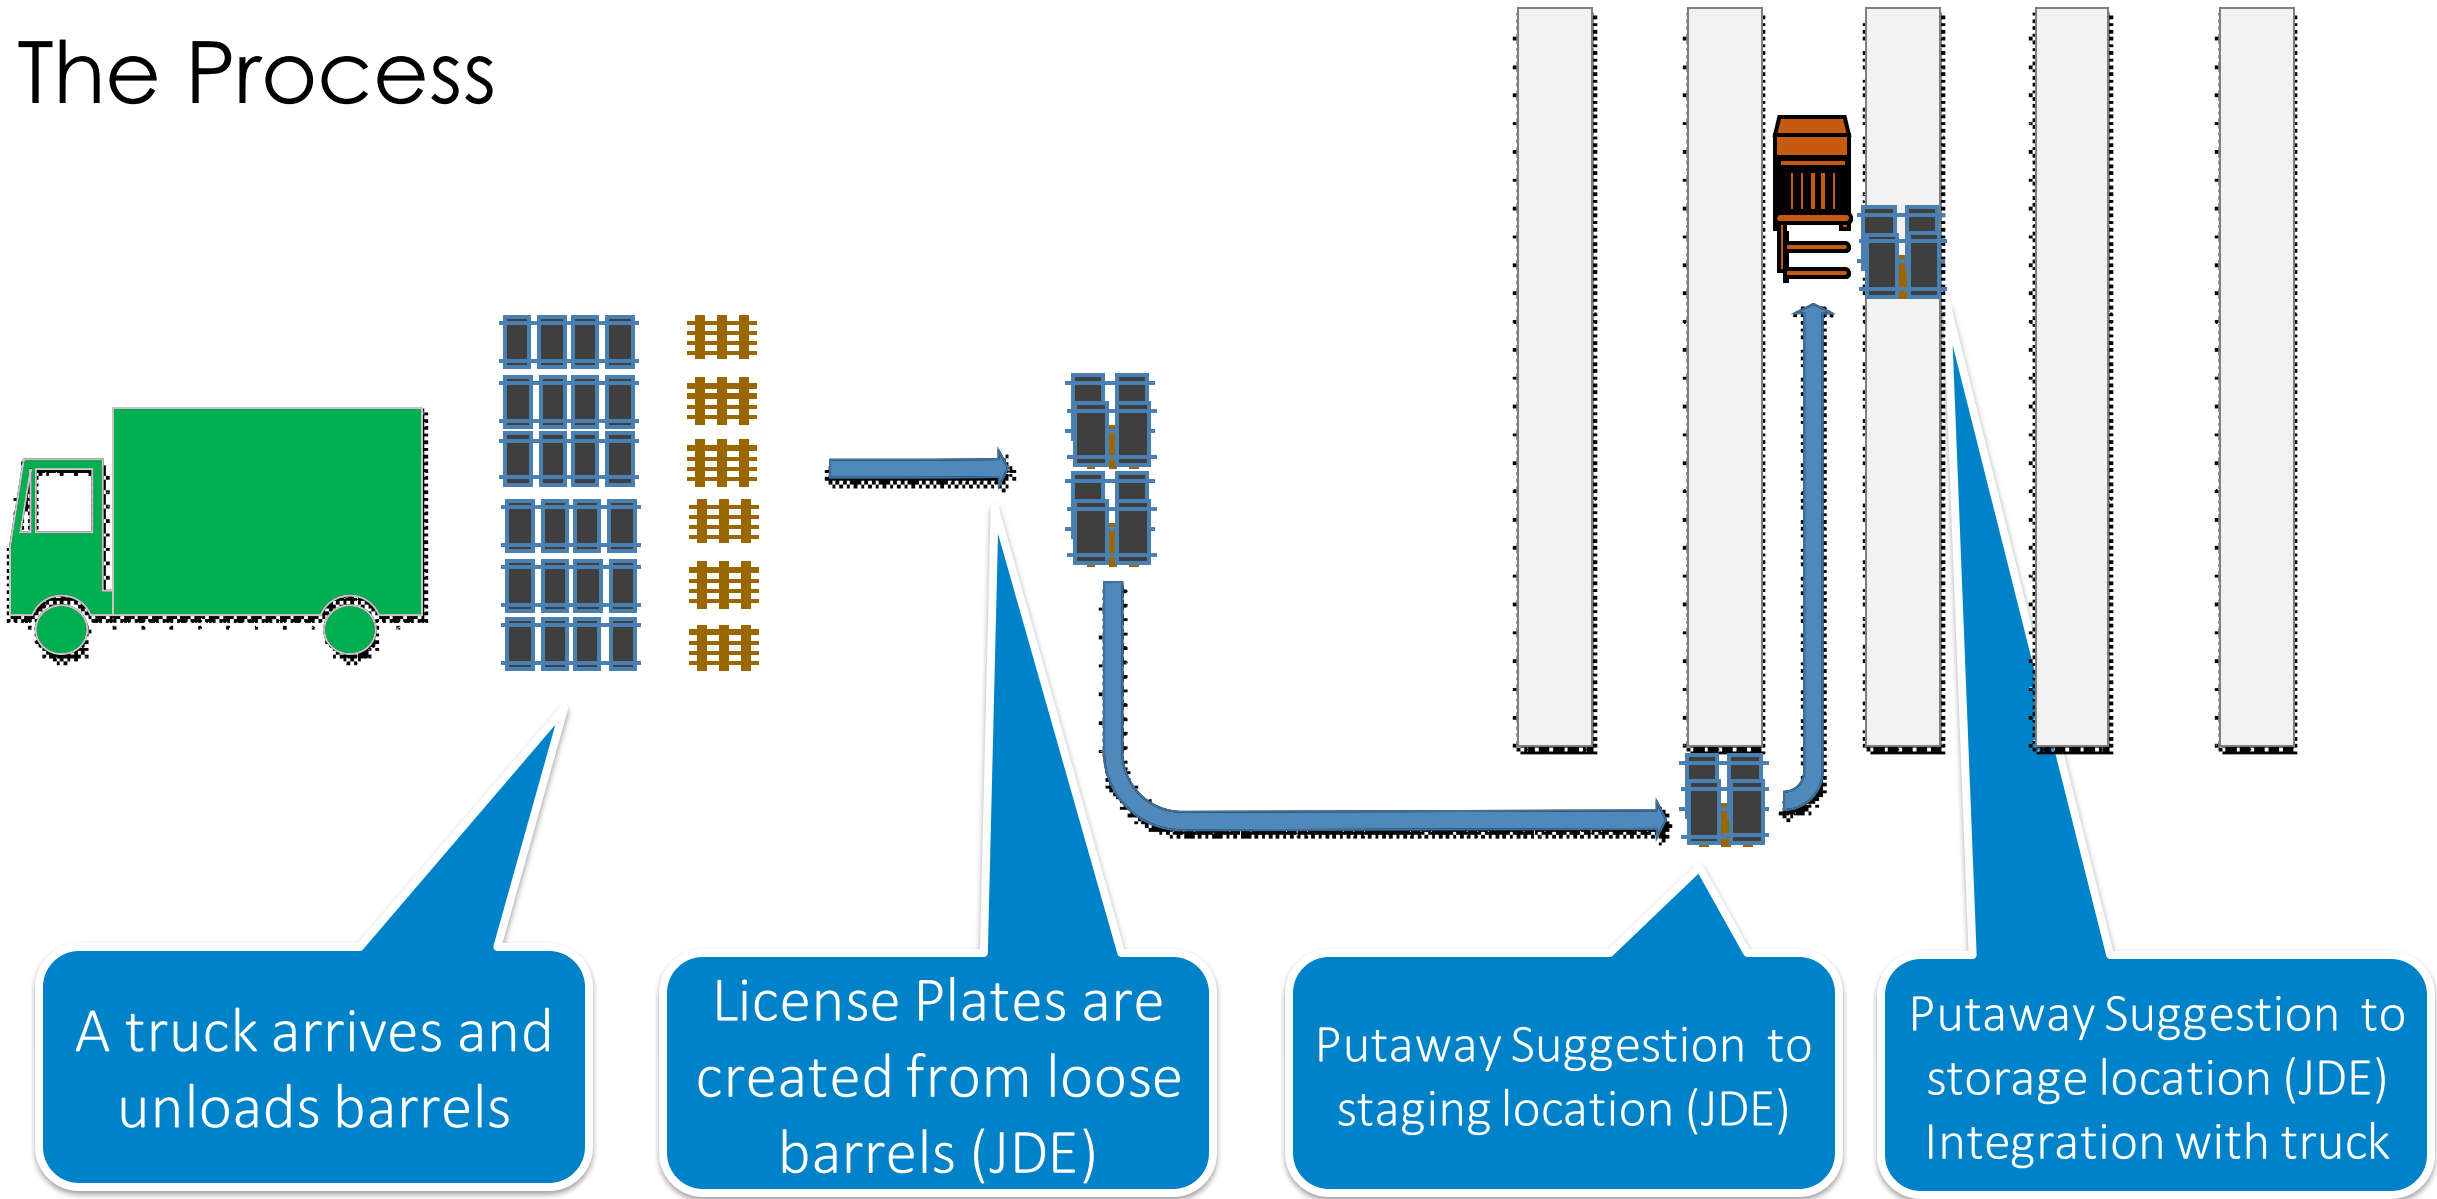 The Process
A truck arrives and
unloads barrels
License Plates are
created from loose
barrels (JDE)
Putaway Suggestion to
staging location (JDE)
Putaway Suggestion to
storage location (JDE)
Integration with truck